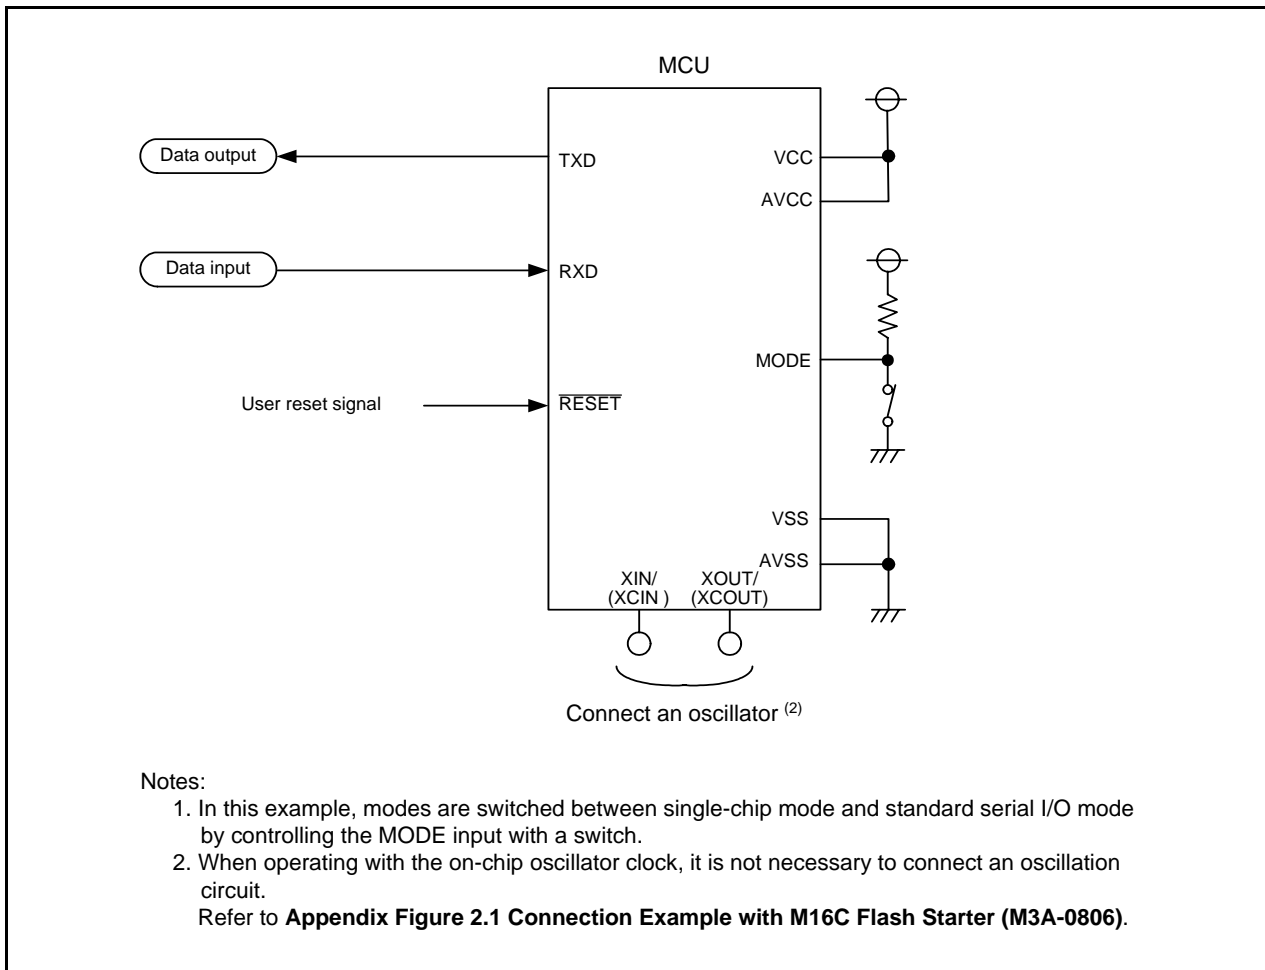 MCU
Data output
TXD
VCC
AVCC
Data input
RXD
MODE
User reset signal
RESET
VSS
AVSS
XIN/
(XCIN )
XOUT/
(XCOUT)
Connect an oscillator (2)
Notes:
1. In this example, modes are switched between single-chip mode and standard serial I/O mode
by controlling the MODE input with a switch.
2. When operating with the on-chip oscillator clock, it is not necessary to connect an oscillation
circuit.
Refer to Appendix Figure 2.1 Connection Example with M16C Flash Starter (M3A-0806).